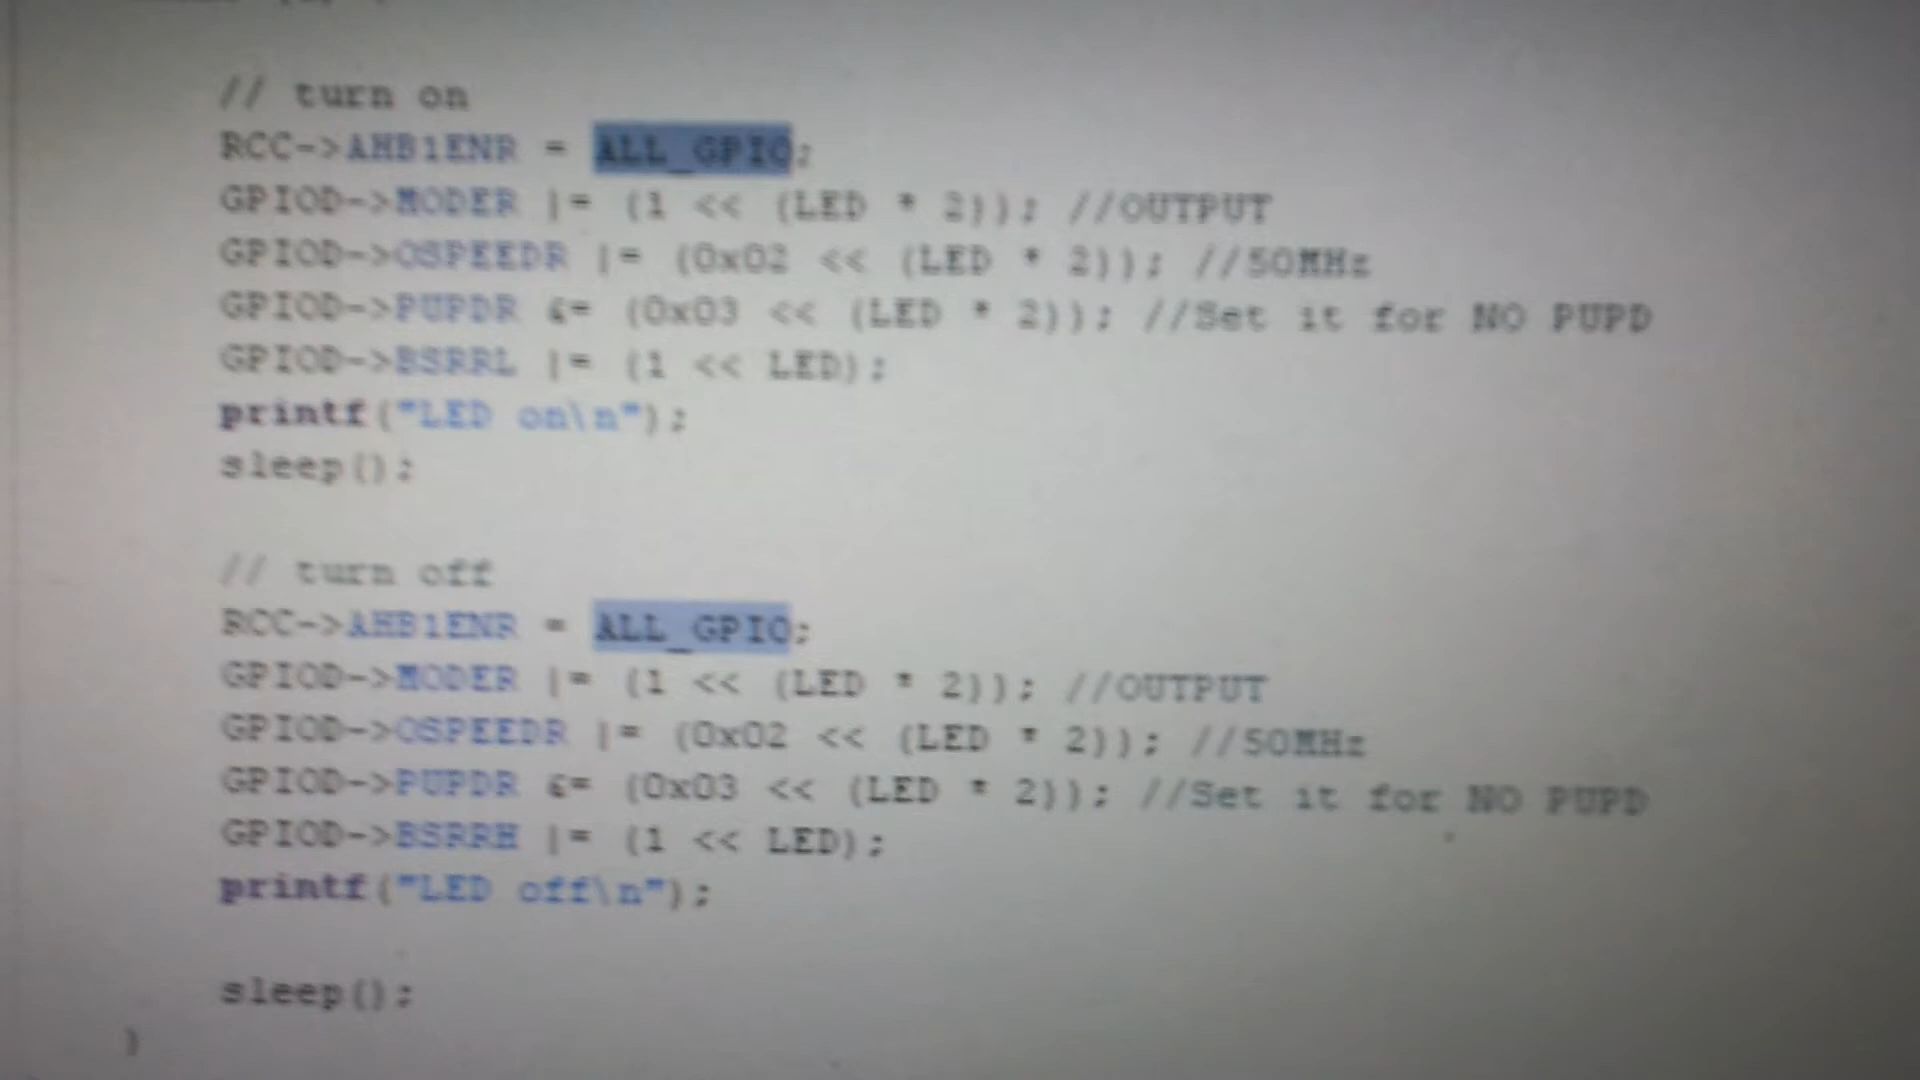 // turn on
RCC->AHB1ENR = ALL_GPIO;
GPIOD->MODER |= (1 << (LED * 2)); //OUTPUT
GPIOD->OSPEEDR |= (0x02 << (LED * 2)); //50MHz
GPIOD->PUPDR &= (0x03 << (LED * 2)); //Set it for NO PUPD
GPIOD->BSRRL |= (1 << LED);
printf("LED on\n");
sleep();
// turn off
RCC->AHB1ENR = ALL_GPIO;
GPIOD->MODER |= (1 << (LED * 2)); //OUTPUT
GPIOD->OSPEEDR |= (0x02 << (LED * 2)); //50MHz
GPIOD->PUPDR &= (0x03 << (LED * 2)); //Set it for NO PUPD
GPIOD->BSRRH |= (1 << LED);
printf("LED off\n");
sleep();
}